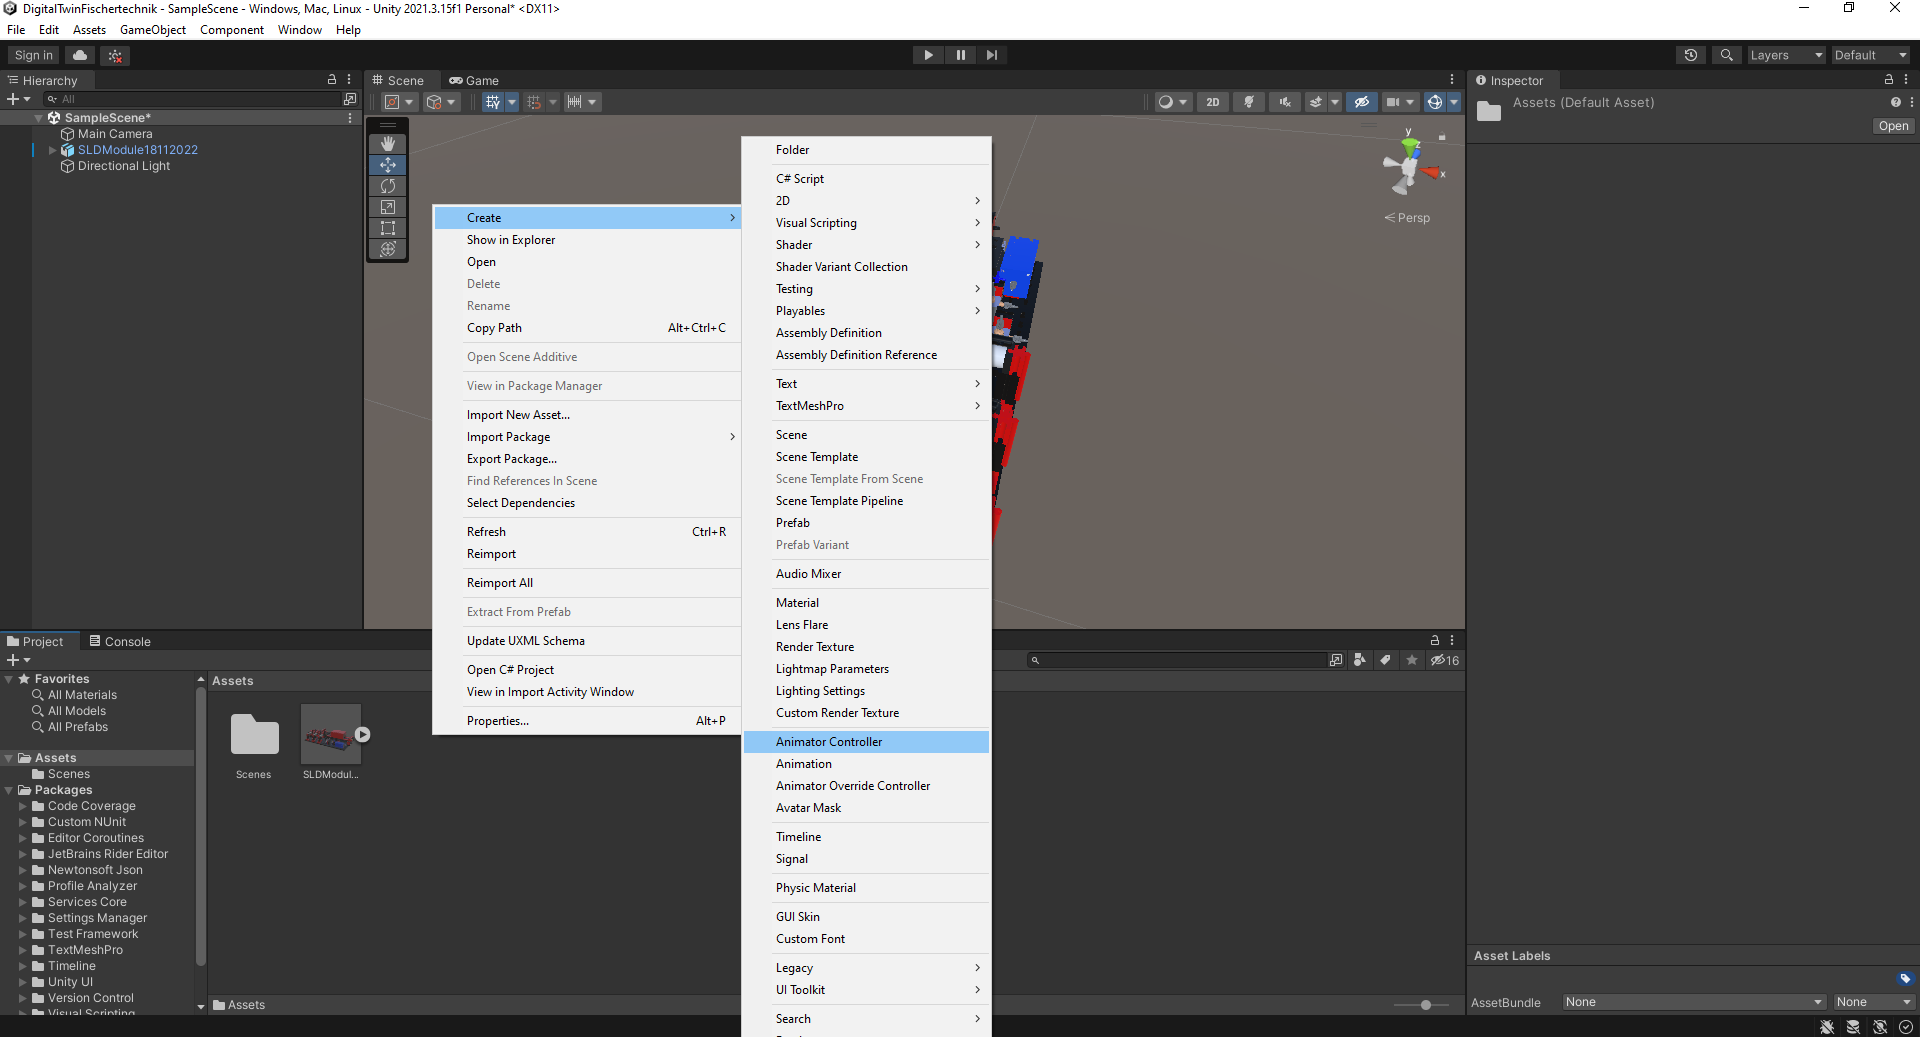 DigitalTwinFischertechnik - SampleScene - Windows, Mac, Linux - Unity 2021.3.15f1 Personal* <DX11>
File Edit Assets GameObject Component Window Help
Sign in
Layers
Default
Hierarchy
All
SampleScene*
Main Camera
SLDModule18112022
Directional Light
Scene
Game
2D
y
z
x
Persp
Inspector
Assets (Default Asset)
Open
Create
Show in Explorer
Open
Delete
Rename
Copy Path Alt+Ctrl+C
Open Scene Additive
View in Package Manager
Import New Asset...
Import Package
Export Package...
Find References In Scene
Select Dependencies
Refresh Ctrl+R
Reimport
Reimport All
Extract From Prefab
Update UXML Schema
Open C# Project
View in Import Activity Window
Properties... Alt+P
Folder
C# Script
2D
Visual Scripting
Shader
Shader Variant Collection
Testing
Playables
Assembly Definition
Assembly Definition Reference
Text
TextMeshPro
Scene
Scene Template
Scene Template From Scene
Scene Template Pipeline
Prefab
Prefab Variant
Audio Mixer
Material
Lens Flare
Render Texture
Lightmap Parameters
Lighting Settings
Custom Render Texture
Animator Controller
Animation
Animator Override Controller
Avatar Mask
Timeline
Signal
Physic Material
GUI Skin
Custom Font
Legacy
UI Toolkit
Search
Project
Console
16
Favorites
All Materials
All Models
All Prefabs
Assets
Scenes
Packages
Code Coverage
Custom NUnit
Editor Coroutines
JetBrains Rider Editor
Newtonsoft Json
Profile Analyzer
Services Core
Settings Manager
Test Framework
TextMeshPro
Timeline
Unity UI
Version Control
Visual Scripting
Assets
Scenes
SLDModul...
Assets
Asset Labels
AssetBundle
None
None